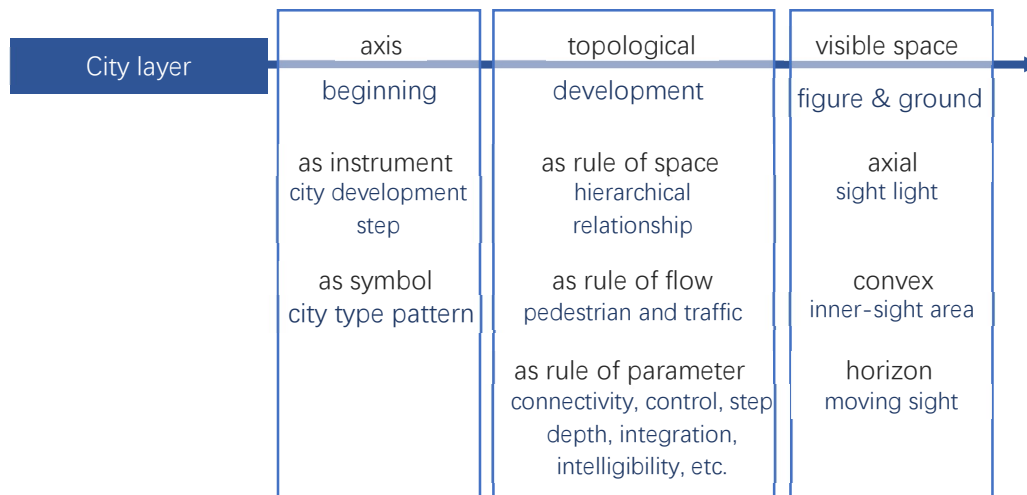 City layer
axis
beginning
as instrument
city development
step
as symbol
city type pattern
topological
development
as rule of space
hierarchical
relationship
as rule of flow
pedestrian and traffic
as rule of parameter
connectivity, control, step
depth, integration,
intelligibility, etc.
visible space
figure & ground
axial
sight light
convex
inner-sight area
horizon
moving sight